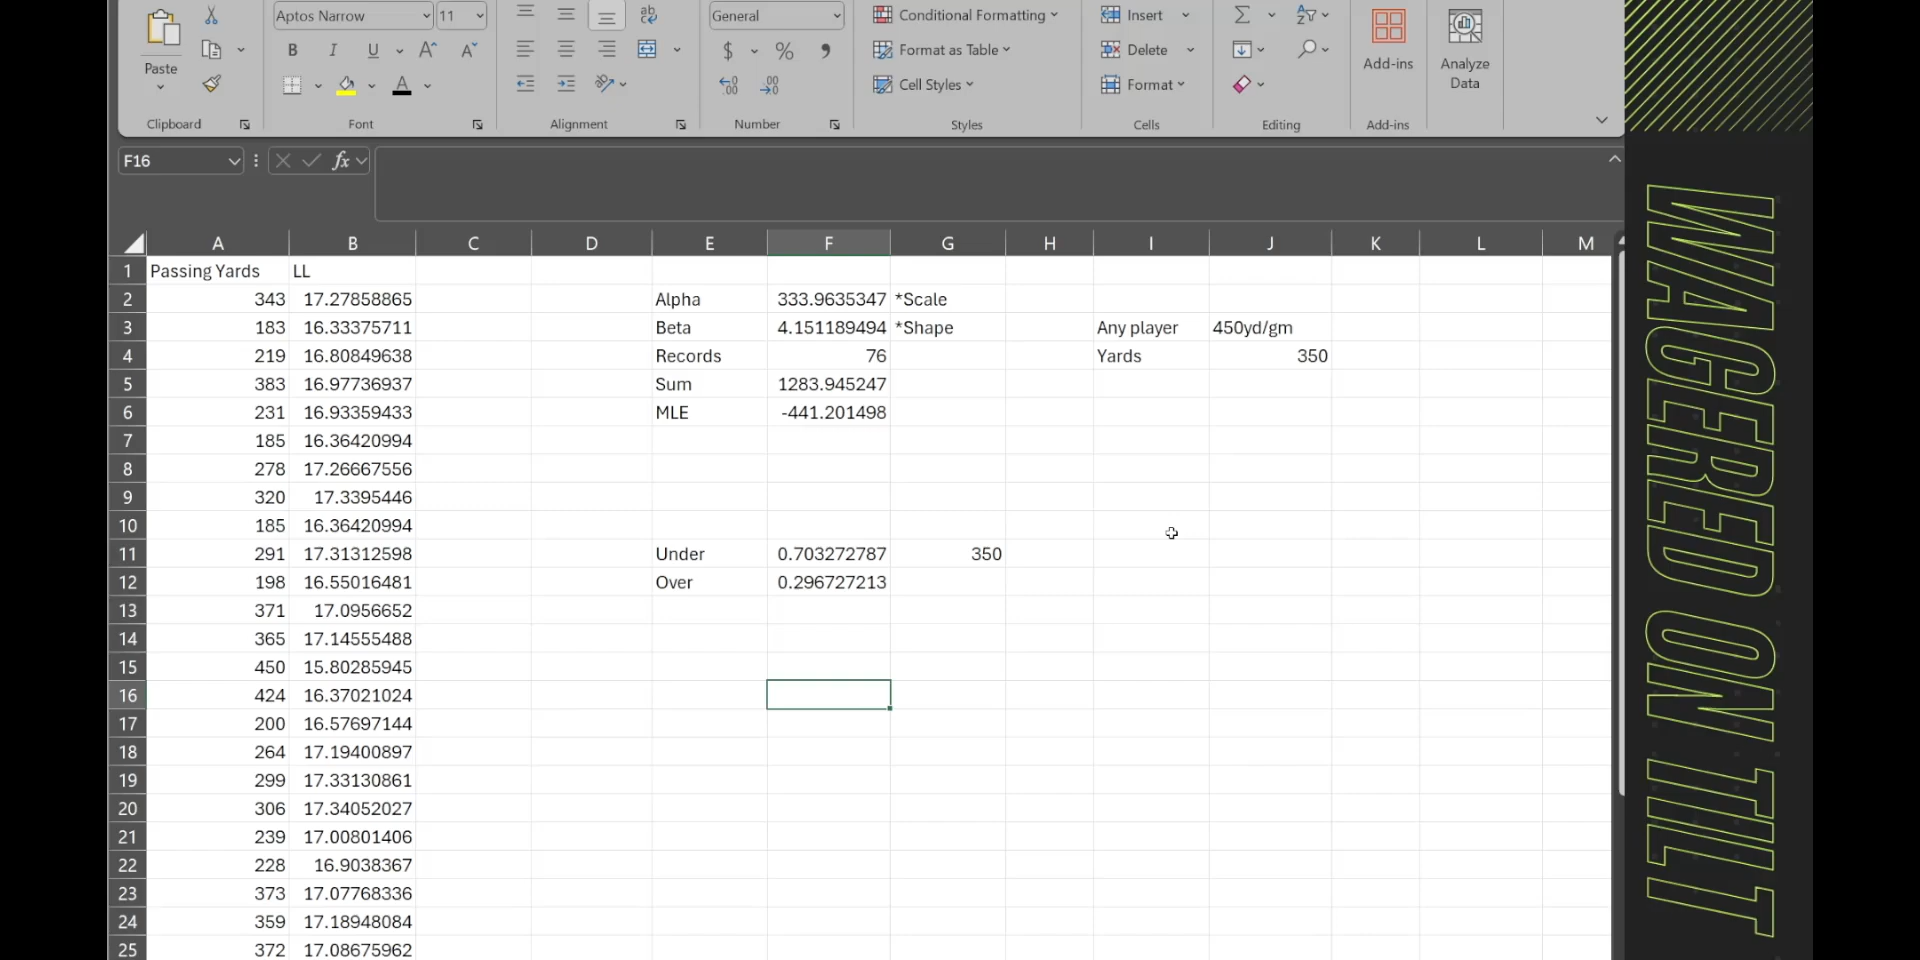 Aptos Narrow 11 ab General Conditional Formatting Insert Σ
Paste B I U A A $ % , Format as Table Delete Add-ins Analyze Data
A Cell Styles Format
Clipboard Font Alignment Number Styles Cells Editing Add-ins
F16 fx
A B C D E F G H I J K L M
1 Passing Yards LL
2 343 17.27858865 Alpha 333.9635347 *Scale
3 183 16.33375711 Beta 4.151189494 *Shape Any player 450yd/gm
4 219 16.80849638 Records 76 Yards 350
5 383 16.97736937 Sum 1283.945247
6 231 16.93359433 MLE -441.201498
7 185 16.36420994
8 278 17.26667556
9 320 17.3395446
10 185 16.36420994
11 291 17.31312598 Under 0.703272787 350
12 198 16.55016481 Over 0.296727213
13 371 17.0956652
14 365 17.14555488
15 450 15.80285945
16 424 16.37021024
17 200 16.57697144
18 264 17.19400897
19 299 17.33130861
20 306 17.34052027
21 239 17.00801406
22 228 16.9038367
23 373 17.07768336
24 359 17.18948084
25 372 17.08675962
WAGERED ON TILT